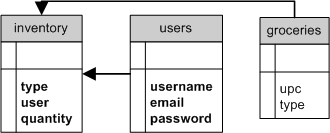 inventory
type
user
quantity
users
username
email
password
groceries
upc
type